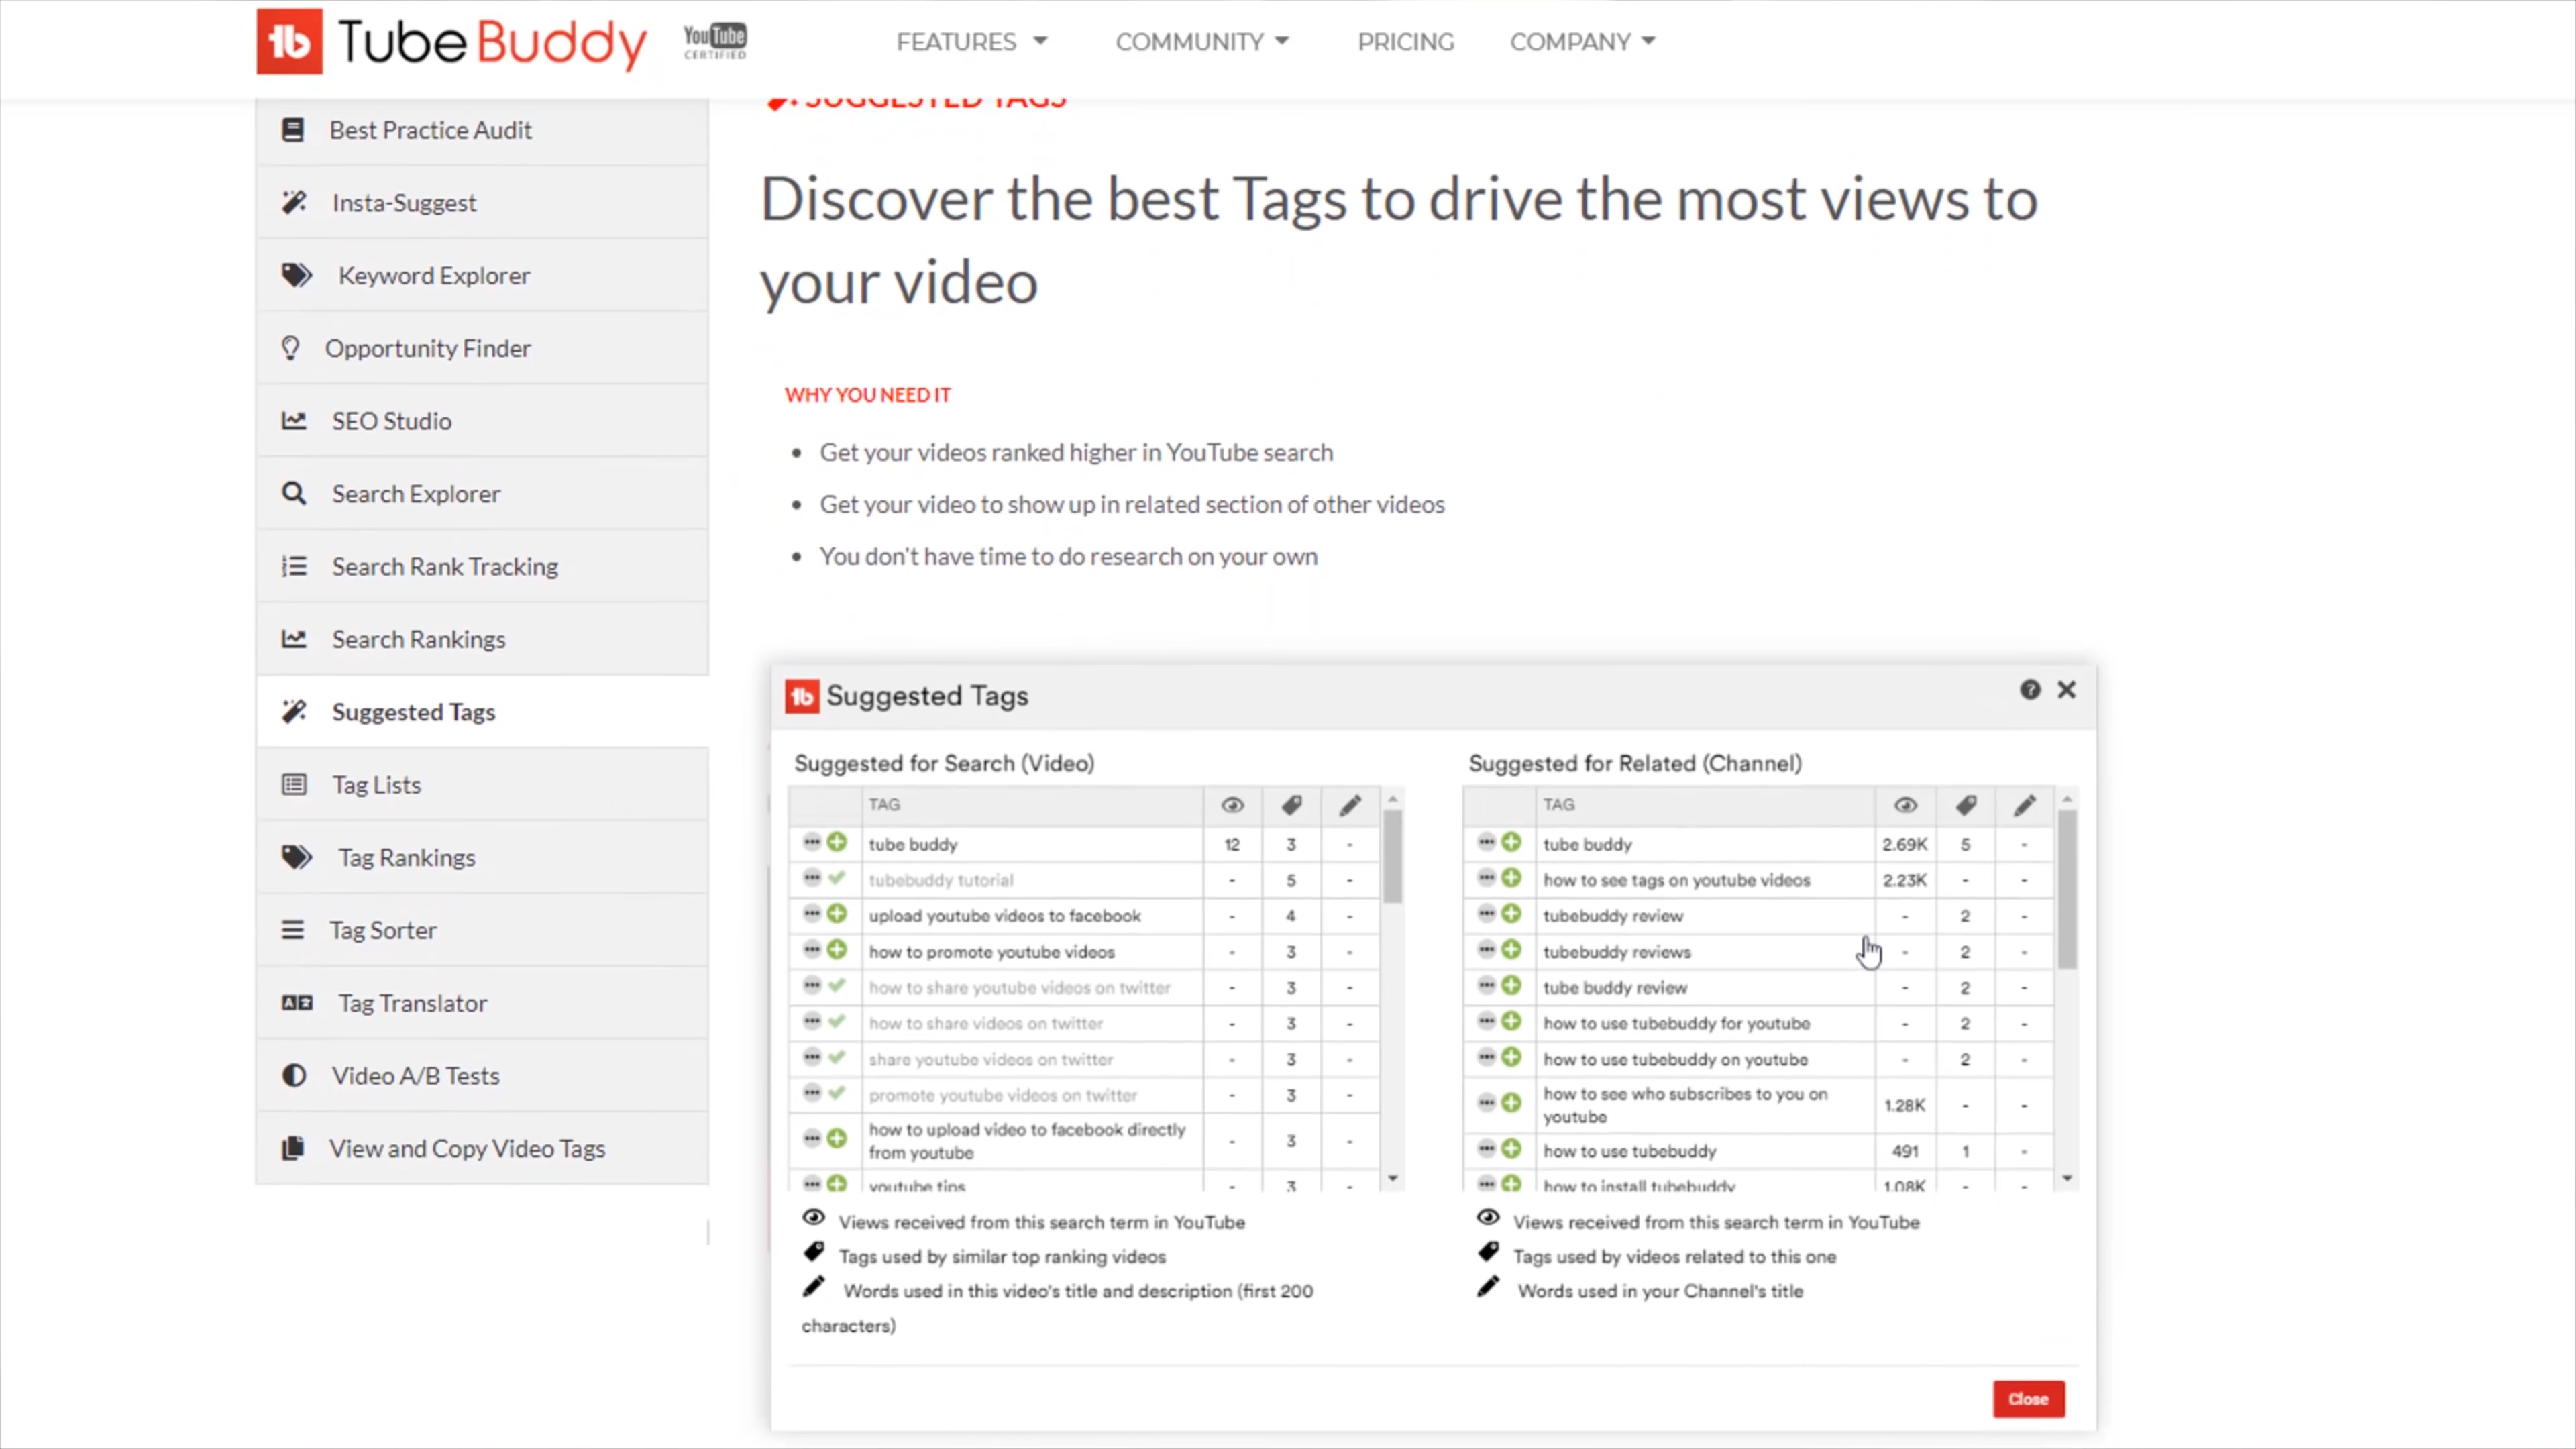 TubeBuddy
YouTube
CERTIFIED
FEATURES
COMMUNITY
PRICING
COMPANY
SUGGESTED TAGS
Best Practice Audit
Insta-Suggest
Keyword Explorer
Opportunity Finder
SEO Studio
Search Explorer
Search Rank Tracking
Search Rankings
Suggested Tags
Tag Lists
Tag Rankings
Tag Sorter
Tag Translator
Video A/B Tests
View and Copy Video Tags
Discover the best Tags to drive the most views to
your video
WHY YOU NEED IT
• Get your videos ranked higher in YouTube search
• Get your video to show up in related section of other videos
• You don't have time to do research on your own
Suggested Tags
Suggested for Search (Video)
TAG
tube buddy 12 3 -
tubebuddy tutorial - 5 -
upload youtube videos to facebook - 4 -
how to promote youtube videos - 3 -
how to share youtube videos on twitter - 3 -
how to share videos on twitter - 3 -
share youtube videos on twitter - 3 -
promote youtube videos on twitter - 3 -
how to upload video to facebook directly
from youtube - 3 -
youtube tips - 3 -
Views received from this search term in YouTube
Tags used by similar top ranking videos
Words used in this video's title and description (first 200
characters)
Suggested for Related (Channel)
TAG
tube buddy 2.69K 5 -
how to see tags on youtube videos 2.23K - -
tubebuddy review - 2 -
tubebuddy reviews - 2 -
tube buddy review - 2 -
how to use tubebuddy for youtube - 2 -
how to use tubebuddy on youtube - 2 -
how to see who subscribes to you on
youtube 1.28K - -
how to use tubebuddy 491 1 -
how to install tubebuddy 1.08K - -
Views received from this search term in YouTube
Tags used by videos related to this one
Words used in your Channel's title
Close